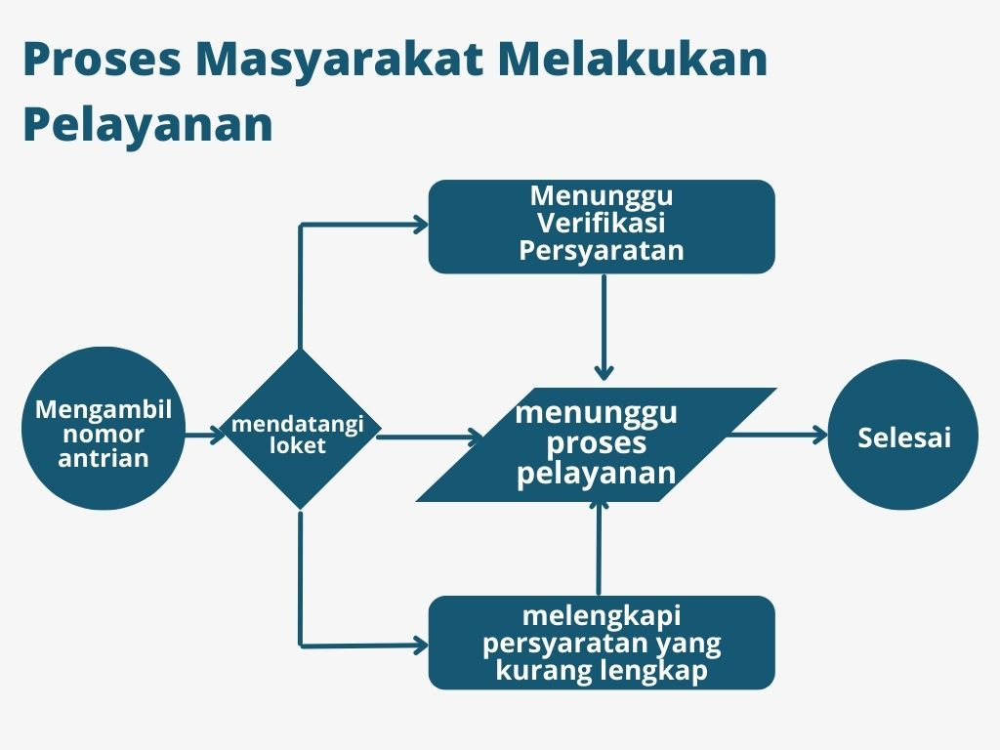 Proses Masyarakat Melakukan
Pelayanan
Menunggu
Verifikasi
Persyaratan
Mengambil
nomor
antrian
mendatangi
loket
menunggu
proses
pelayanan
Selesai
melengkapi
persyaratan yang
kurang lengkap